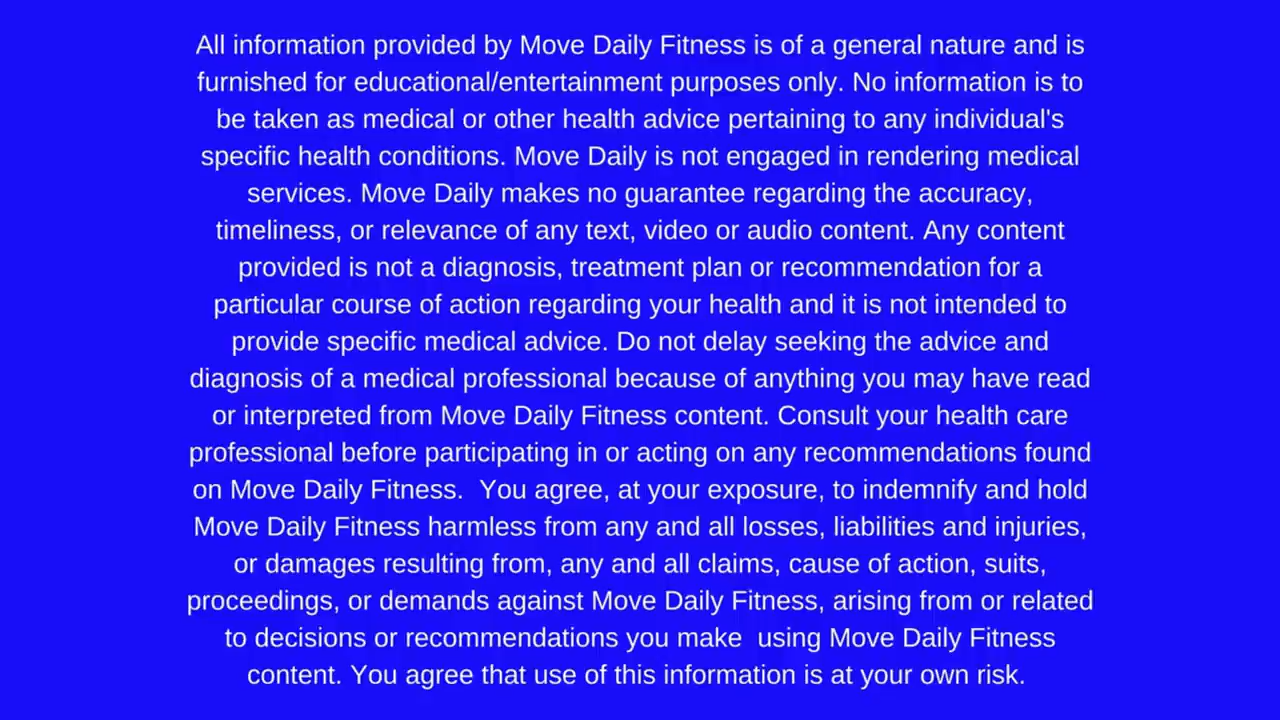 All information provided by Move Daily Fitness is of a general nature and is
furnished for educational/entertainment purposes only. No information is to
be taken as medical or other health advice pertaining to any individual's
specific health conditions. Move Daily is not engaged in rendering medical
services. Move Daily makes no guarantee regarding the accuracy,
timeliness, or relevance of any text, video or audio content. Any content
provided is not a diagnosis, treatment plan or recommendation for a
particular course of action regarding your health and it is not intended to
provide specific medical advice. Do not delay seeking the advice and
diagnosis of a medical professional because of anything you may have read
or interpreted from Move Daily Fitness content. Consult your health care
professional before participating in or acting on any recommendations found
on Move Daily Fitness.  You agree, at your exposure, to indemnify and hold
Move Daily Fitness harmless from any and all losses, liabilities and injuries,
or damages resulting from, any and all claims, cause of action, suits,
proceedings, or demands against Move Daily Fitness, arising from or related
to decisions or recommendations you make  using Move Daily Fitness
content. You agree that use of this information is at your own risk.